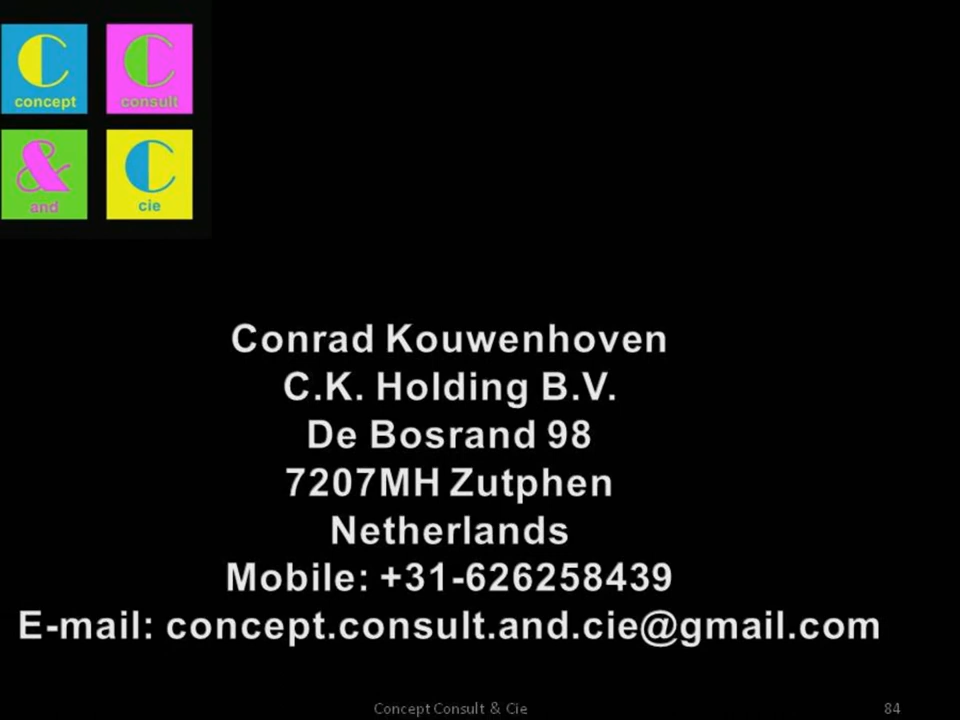 C C
concept consult
& C
and cie
Conrad Kouwenhoven
C.K. Holding B.V.
De Bosrand 98
7207MH Zutphen
Netherlands
Mobile: +31-626258439
E-mail: concept.consult.and.cie@gmail.com
Concept Consult & Cie 84